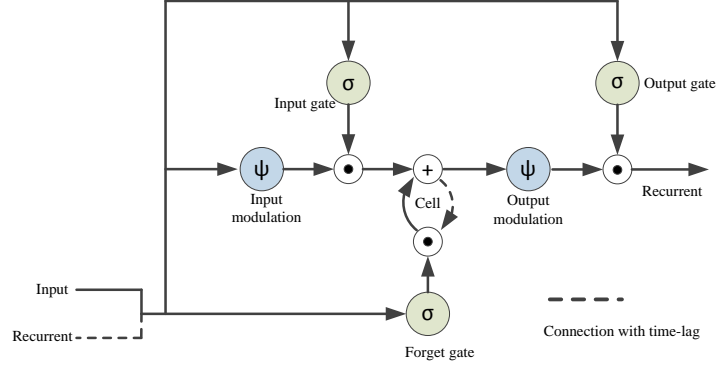 σ
σ
Output gate
Input gate
ψ
+
ψ
Input
modulation
Cell
Output
modulation
Recurrent
Input
σ
Recurrent
Connection with time-lag
Forget gate